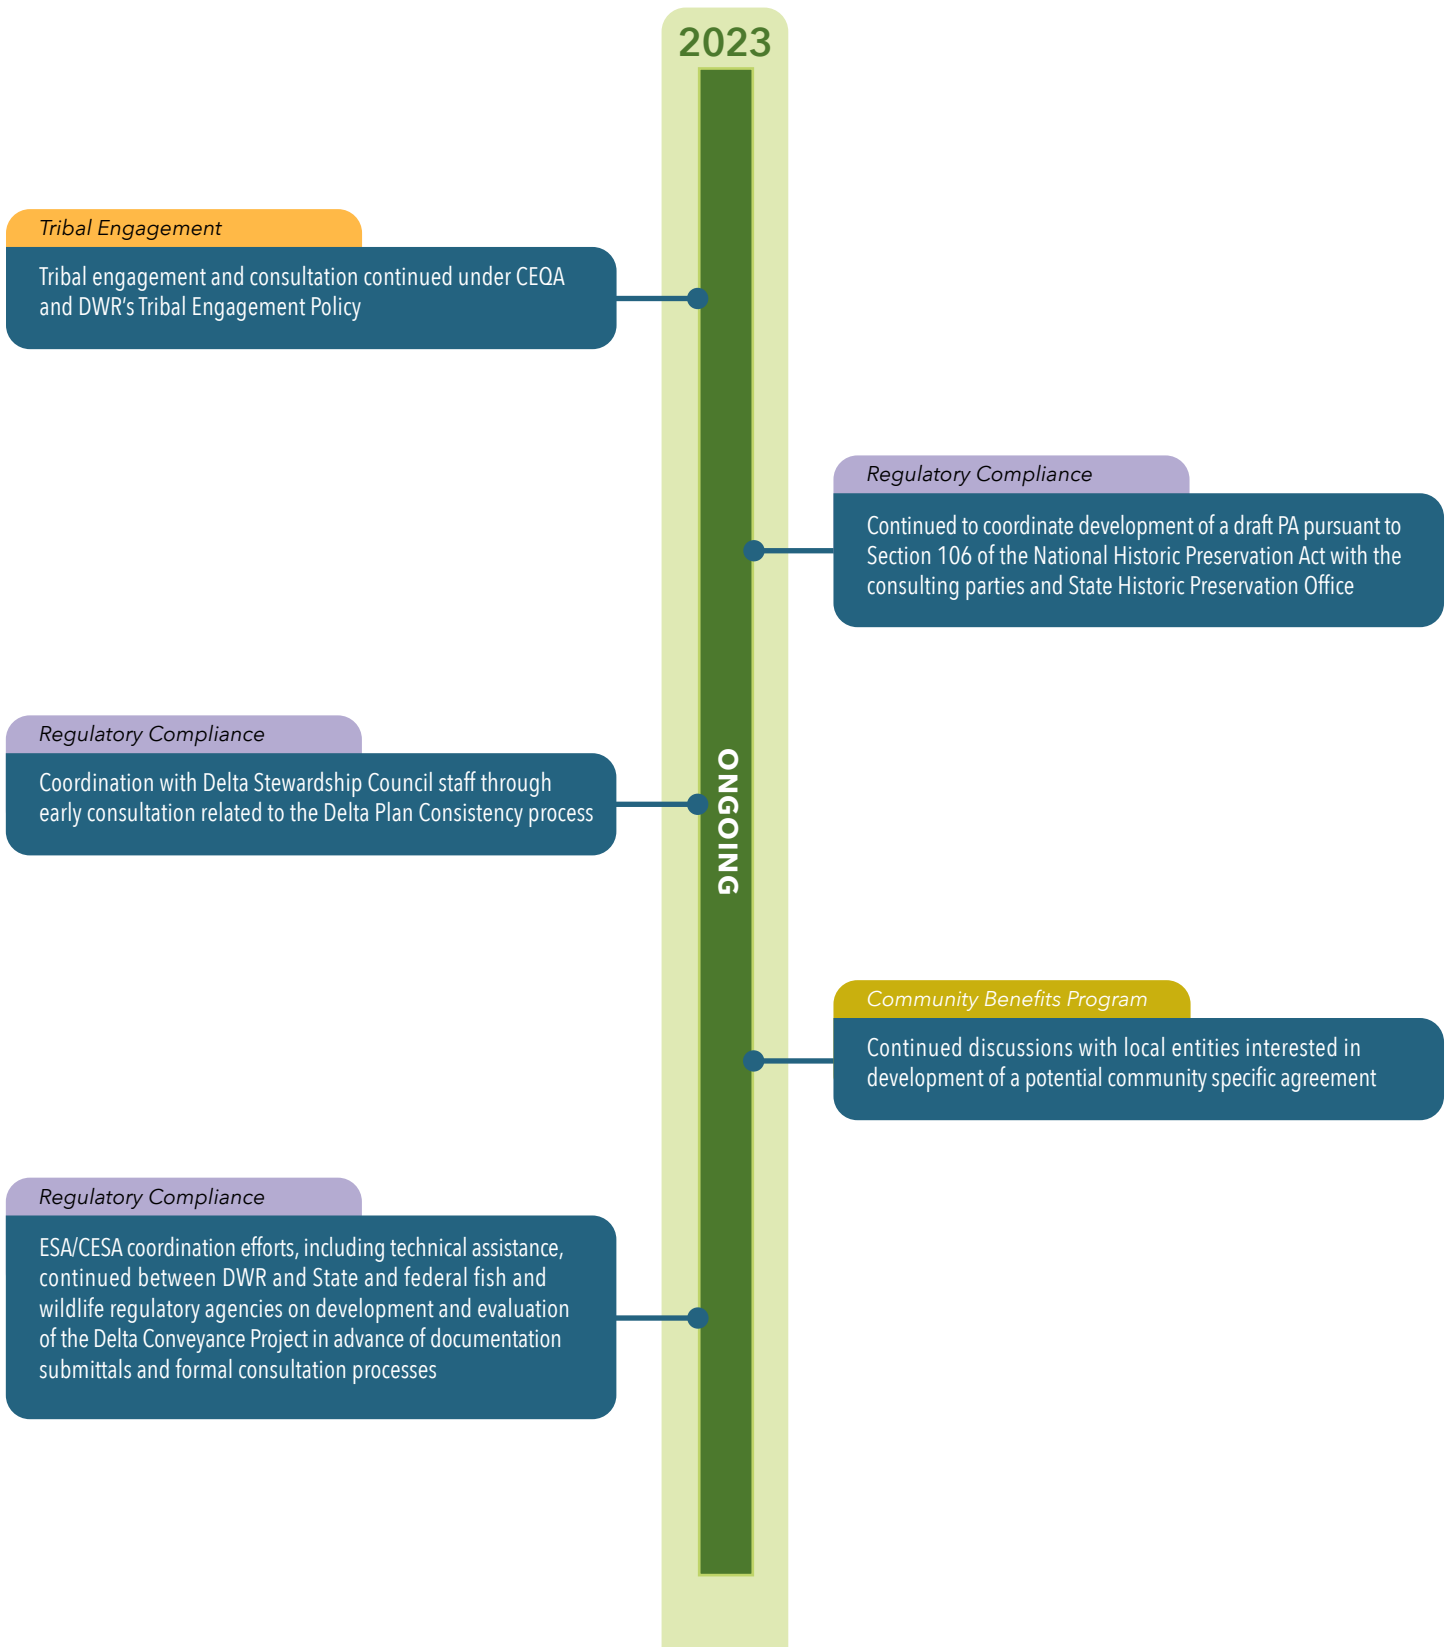 2023
Tribal Engagement
Tribal engagement and consultation continued under CEQA
and DWR’s Tribal Engagement Policy
Regulatory Compliance
Continued to coordinate development of a draft PA pursuant to
Section 106 of the National Historic Preservation Act with the
consulting parties and State Historic Preservation Office
Regulatory Compliance
Coordination with Delta Stewardship Council staff through
early consultation related to the Delta Plan Consistency process
ONGOING
Community Benefits Program
Continued discussions with local entities interested in
development of a potential community specific agreement
Regulatory Compliance
ESA/CESA coordination efforts, including technical assistance,
continued between DWR and State and federal fish and
wildlife regulatory agencies on development and evaluation
of the Delta Conveyance Project in advance of documentation
submittals and formal consultation processes